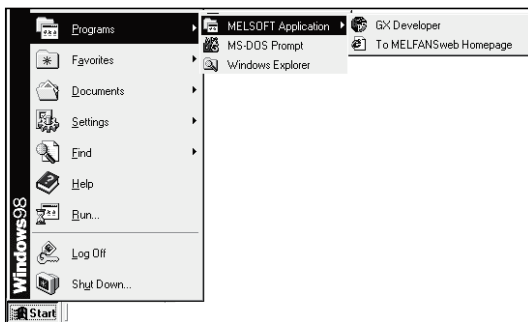 Programs
Favorites
Documents
Settings
Find
Help
Run...
Log Off
Shut Down...
Windows98
Start
MELSOFT Application
MS-DOS Prompt
Windows Explorer
GX Developer
To MELFANSweb Homepage